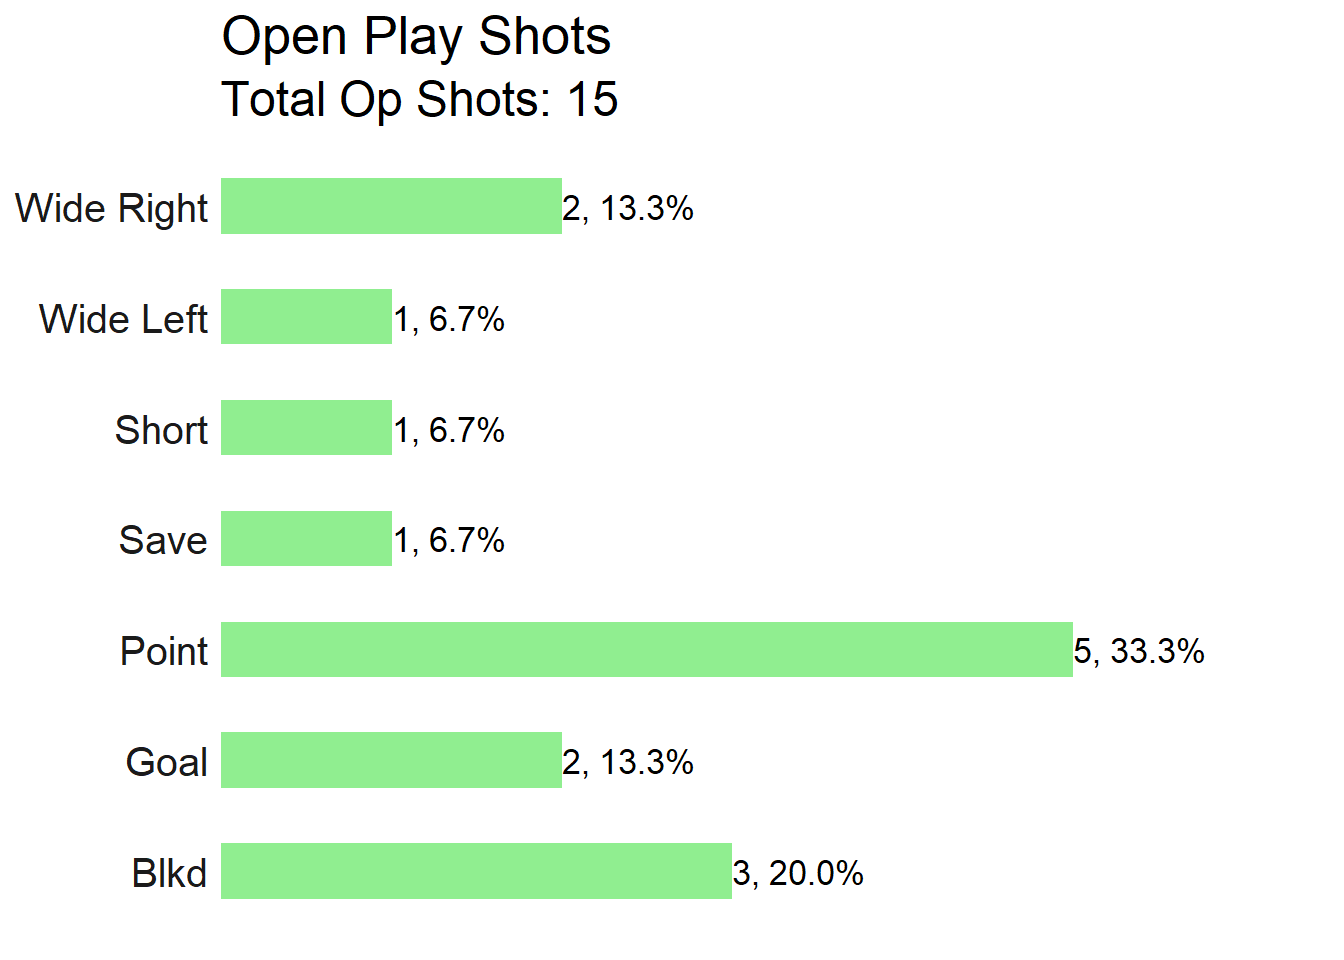 Open Play Shots
Total Op Shots: 15
Wide Right 2, 13.3%
Wide Left 1, 6.7%
Short 1, 6.7%
Save 1, 6.7%
Point 5, 33.3%
Goal 2, 13.3%
Blkd 3, 20.0%